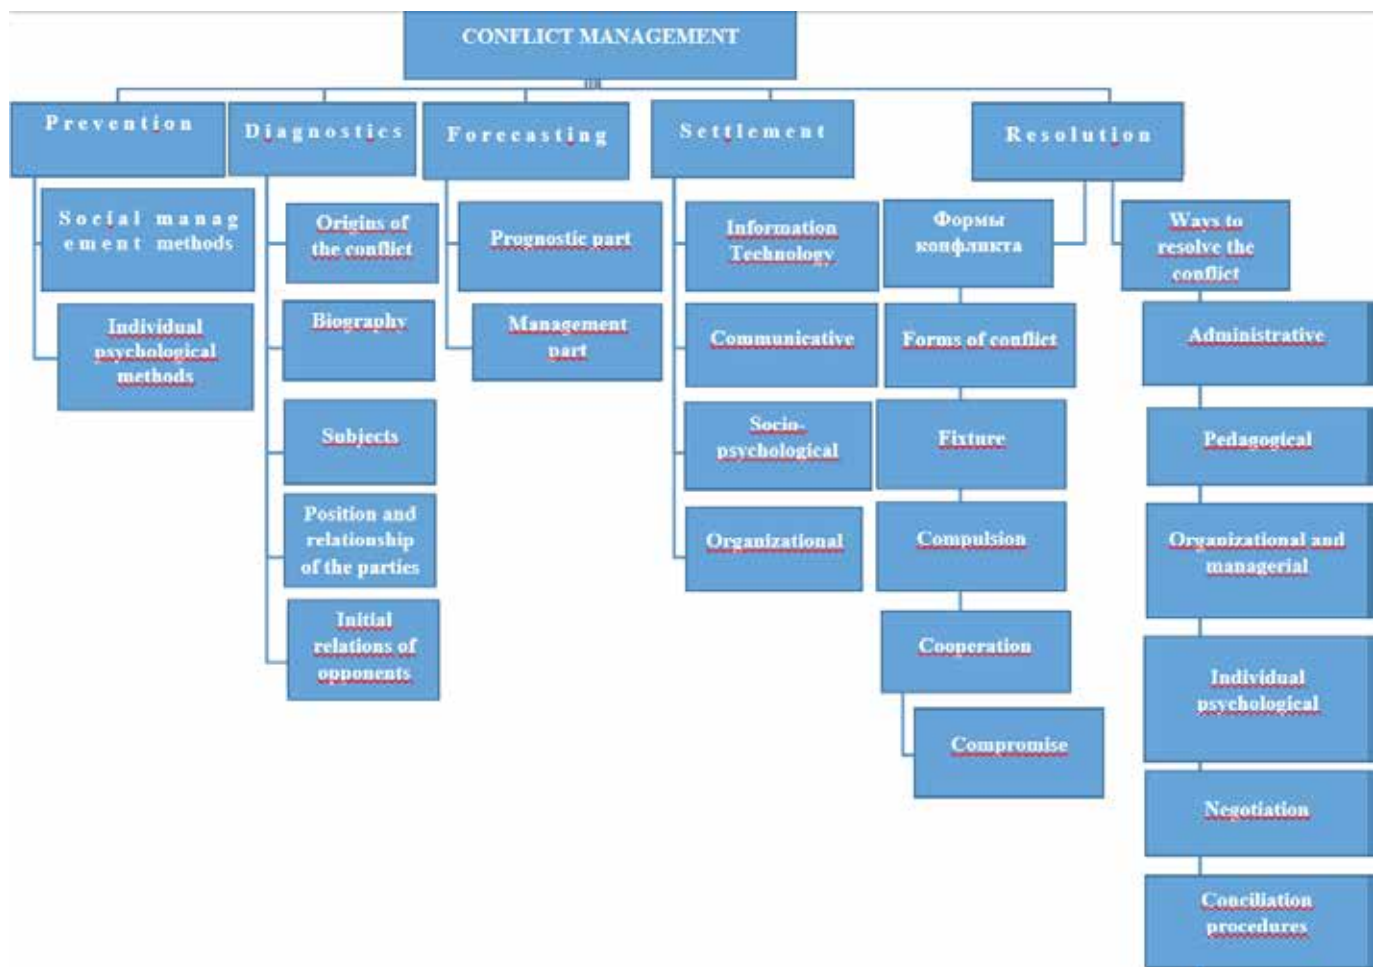 CONFLICT MANAGEMENT
Prevention
Diagnostics
Forecasting
Settlement
Resolution
Social manag
ement methods
Individual
psychological
methods
Origins of
the conflict
Biography
Subjects
Position and
relationship
of the parties
Initial
relations of
opponents
Prognostic part
Management
part
Information
Technology
Communicative
Socio-
psychological
Organizational
Формы
конфликта
Forms of conflict
Fixture
Compulsion
Cooperation
Compromise
Ways to
resolve the
conflict
Administrative
Pedagogical
Organizational and
managerial
Individual
psychological
Negotiation
Conciliation
procedures